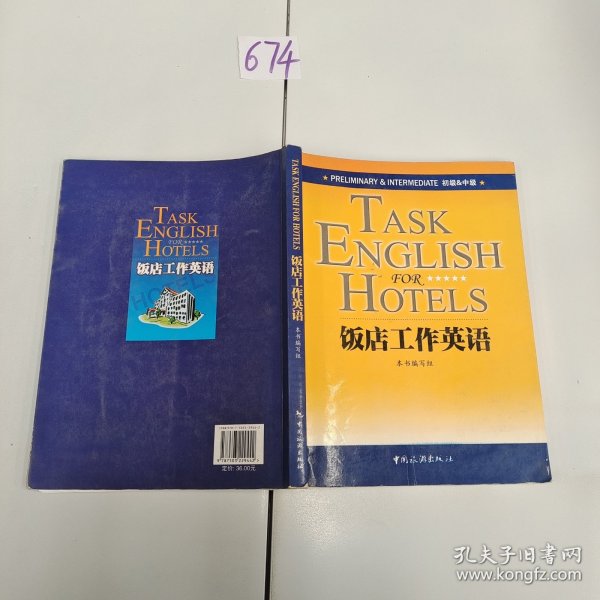 674
TASK
ENGLISH
FOR ★★★★★
HOTELS
饭店工作英语
定价: 36.00元
TASK ENGLISH FOR HOTELS 饭店工作英语 本书编写组 中国旅游出版社
★ PRELIMINARY & INTERMEDIATE 初级&中级 ★
TASK
ENGLISH
FOR ★★★★★
HOTELS
饭店工作英语
本书编写组
中国旅游出版社
孔夫子旧书网
www.kongfz.com